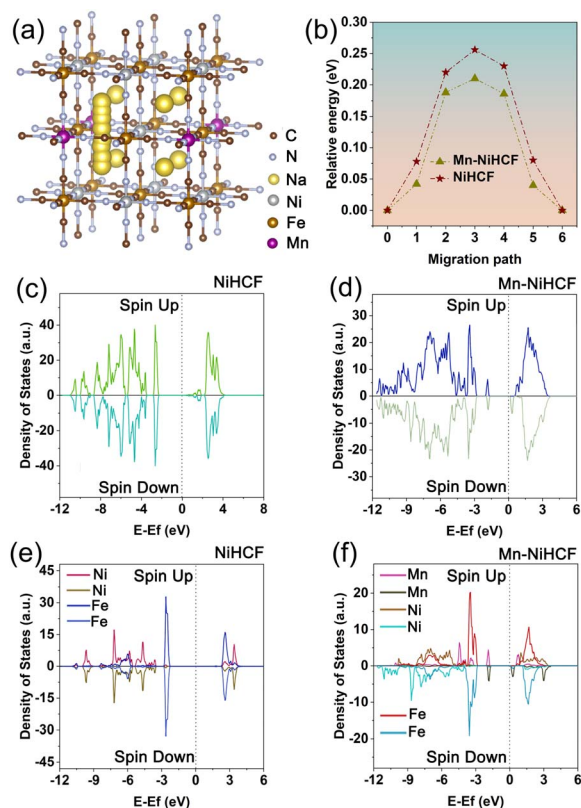 (a)
C
N
Na
Ni
Fe
Mn
(b)
0.30
0.25
0.20
0.15
0.10
0.05
0.00
Relative energy (eV)
Mn-NiHCF
NiHCF
0 1 2 3 4 5 6
Migration path
(c)
NiHCF
Spin Up
40
20
0
-20
-40
Density of States (a.u.)
Spin Down
-12 -8 -4 0 4 8
E-Ef (eV)
(d)
Mn-NiHCF
Spin Up
30
20
10
0
-10
-20
-30
Density of States (a.u.)
Spin Down
-12 -9 -6 -3 0 3 6
E-Ef (eV)
(e)
NiHCF
Ni
Ni
Fe
Fe
Spin Up
45
30
15
0
-15
-30
-45
Density of States (a.u.)
Spin Down
-12 -9 -6 -3 0 3 6
E-Ef (eV)
(f)
Mn-NiHCF
Spin Up
Mn
Mn
Ni
Ni
20
10
0
-10
-20
Density of States (a.u.)
Fe
Fe
Spin Down
-12 -9 -6 -3 0 3 6
E-Ef (eV)